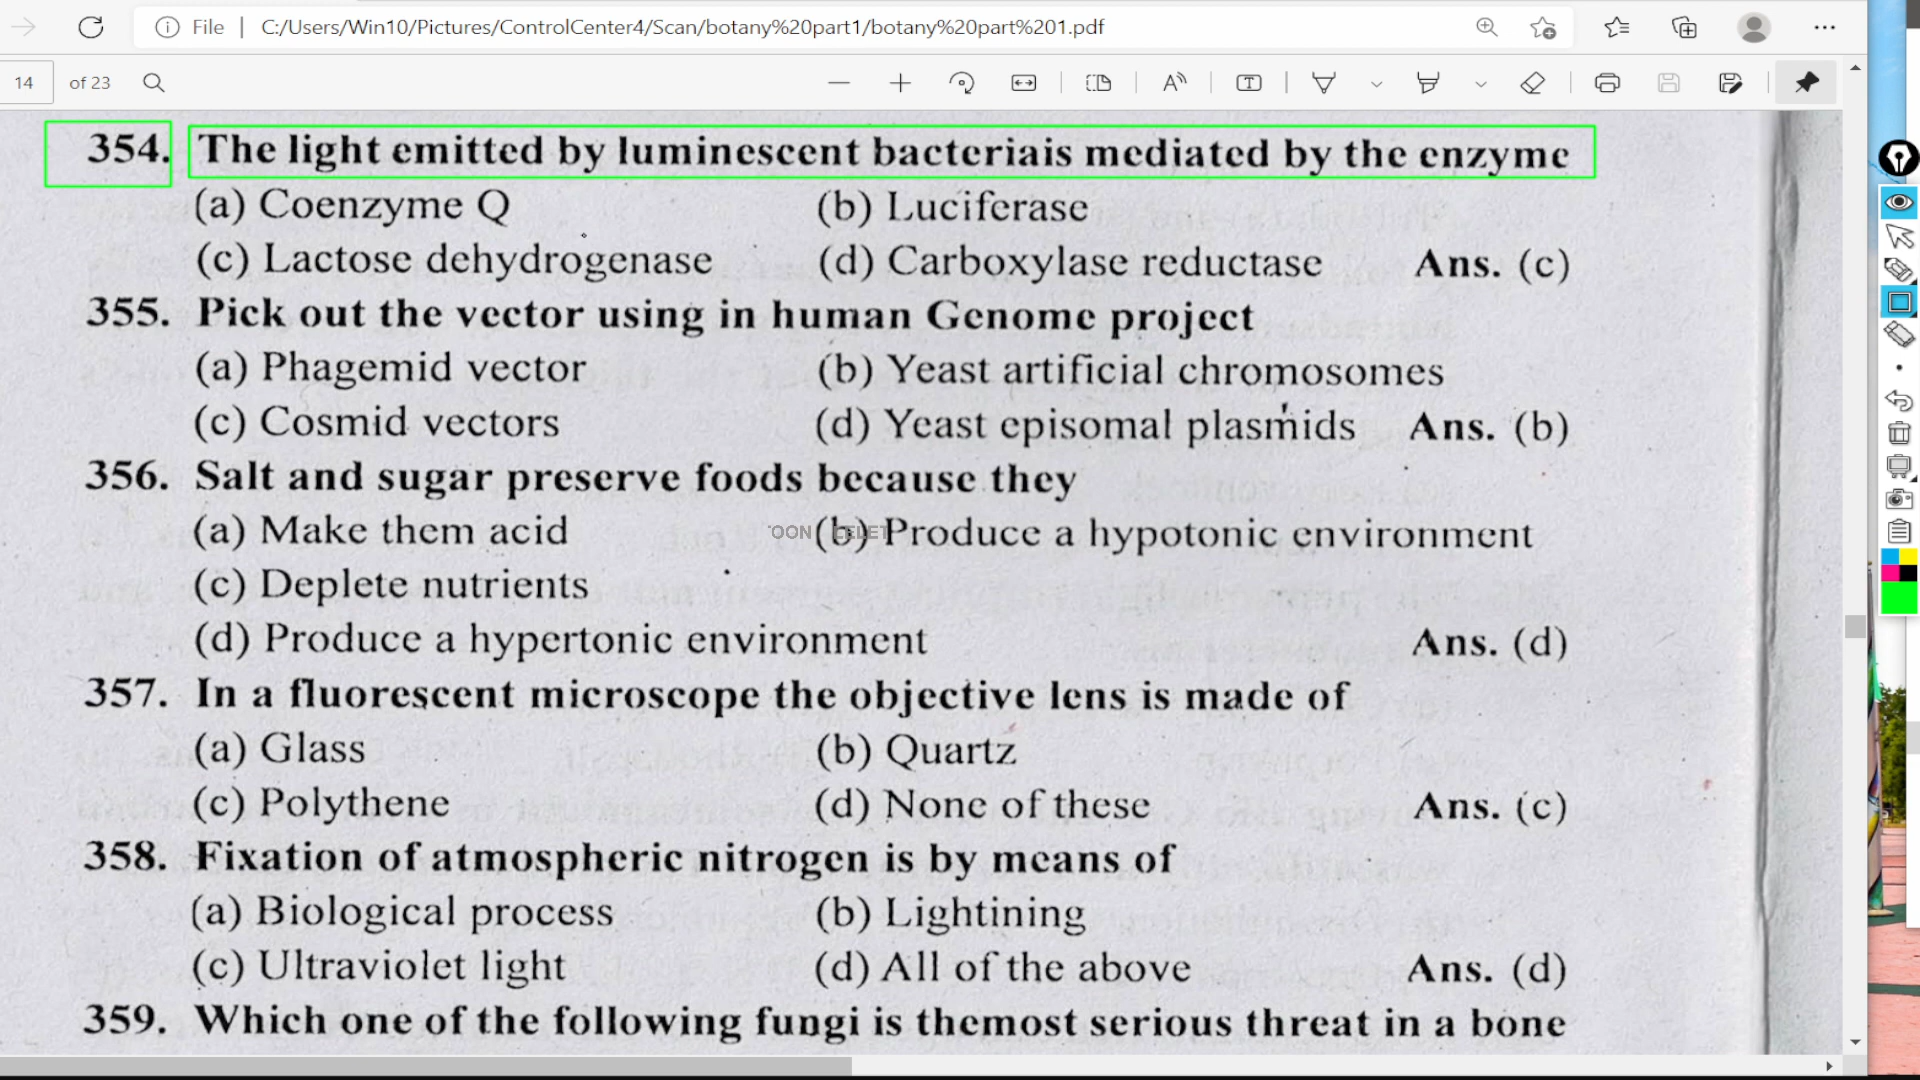 File | C:/Users/Win10/Pictures/ControlCenter4/Scan/botany%20part1/botany%20part%201.pdf
14 of 23
354. The light emitted by luminescent bacteriais mediated by the enzyme
(a) Coenzyme Q (b) Luciferase
(c) Lactose dehydrogenase (d) Carboxylase reductase Ans. (c)
355. Pick out the vector using in human Genome project
(a) Phagemid vector (b) Yeast artificial chromosomes
(c) Cosmid vectors (d) Yeast episomal plasmids Ans. (b)
356. Salt and sugar preserve foods because they
(a) Make them acid (b) Produce a hypotonic environment
(c) Deplete nutrients
(d) Produce a hypertonic environment Ans. (d)
357. In a fluorescent microscope the objective lens is made of
(a) Glass (b) Quartz
(c) Polythene (d) None of these Ans. (c)
358. Fixation of atmospheric nitrogen is by means of
(a) Biological process (b) Lightining
(c) Ultraviolet light (d) All of the above Ans. (d)
359. Which one of the following fungi is themost serious threat in a bone